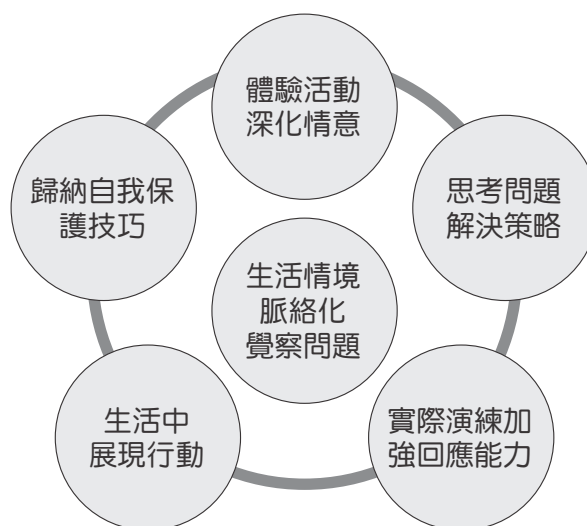 體驗活動
深化情意
思考問題
解決策略
實際演練加
強回應能力
生活中
展現行動
歸納自我保
護技巧
生活情境
脈絡化
覺察問題